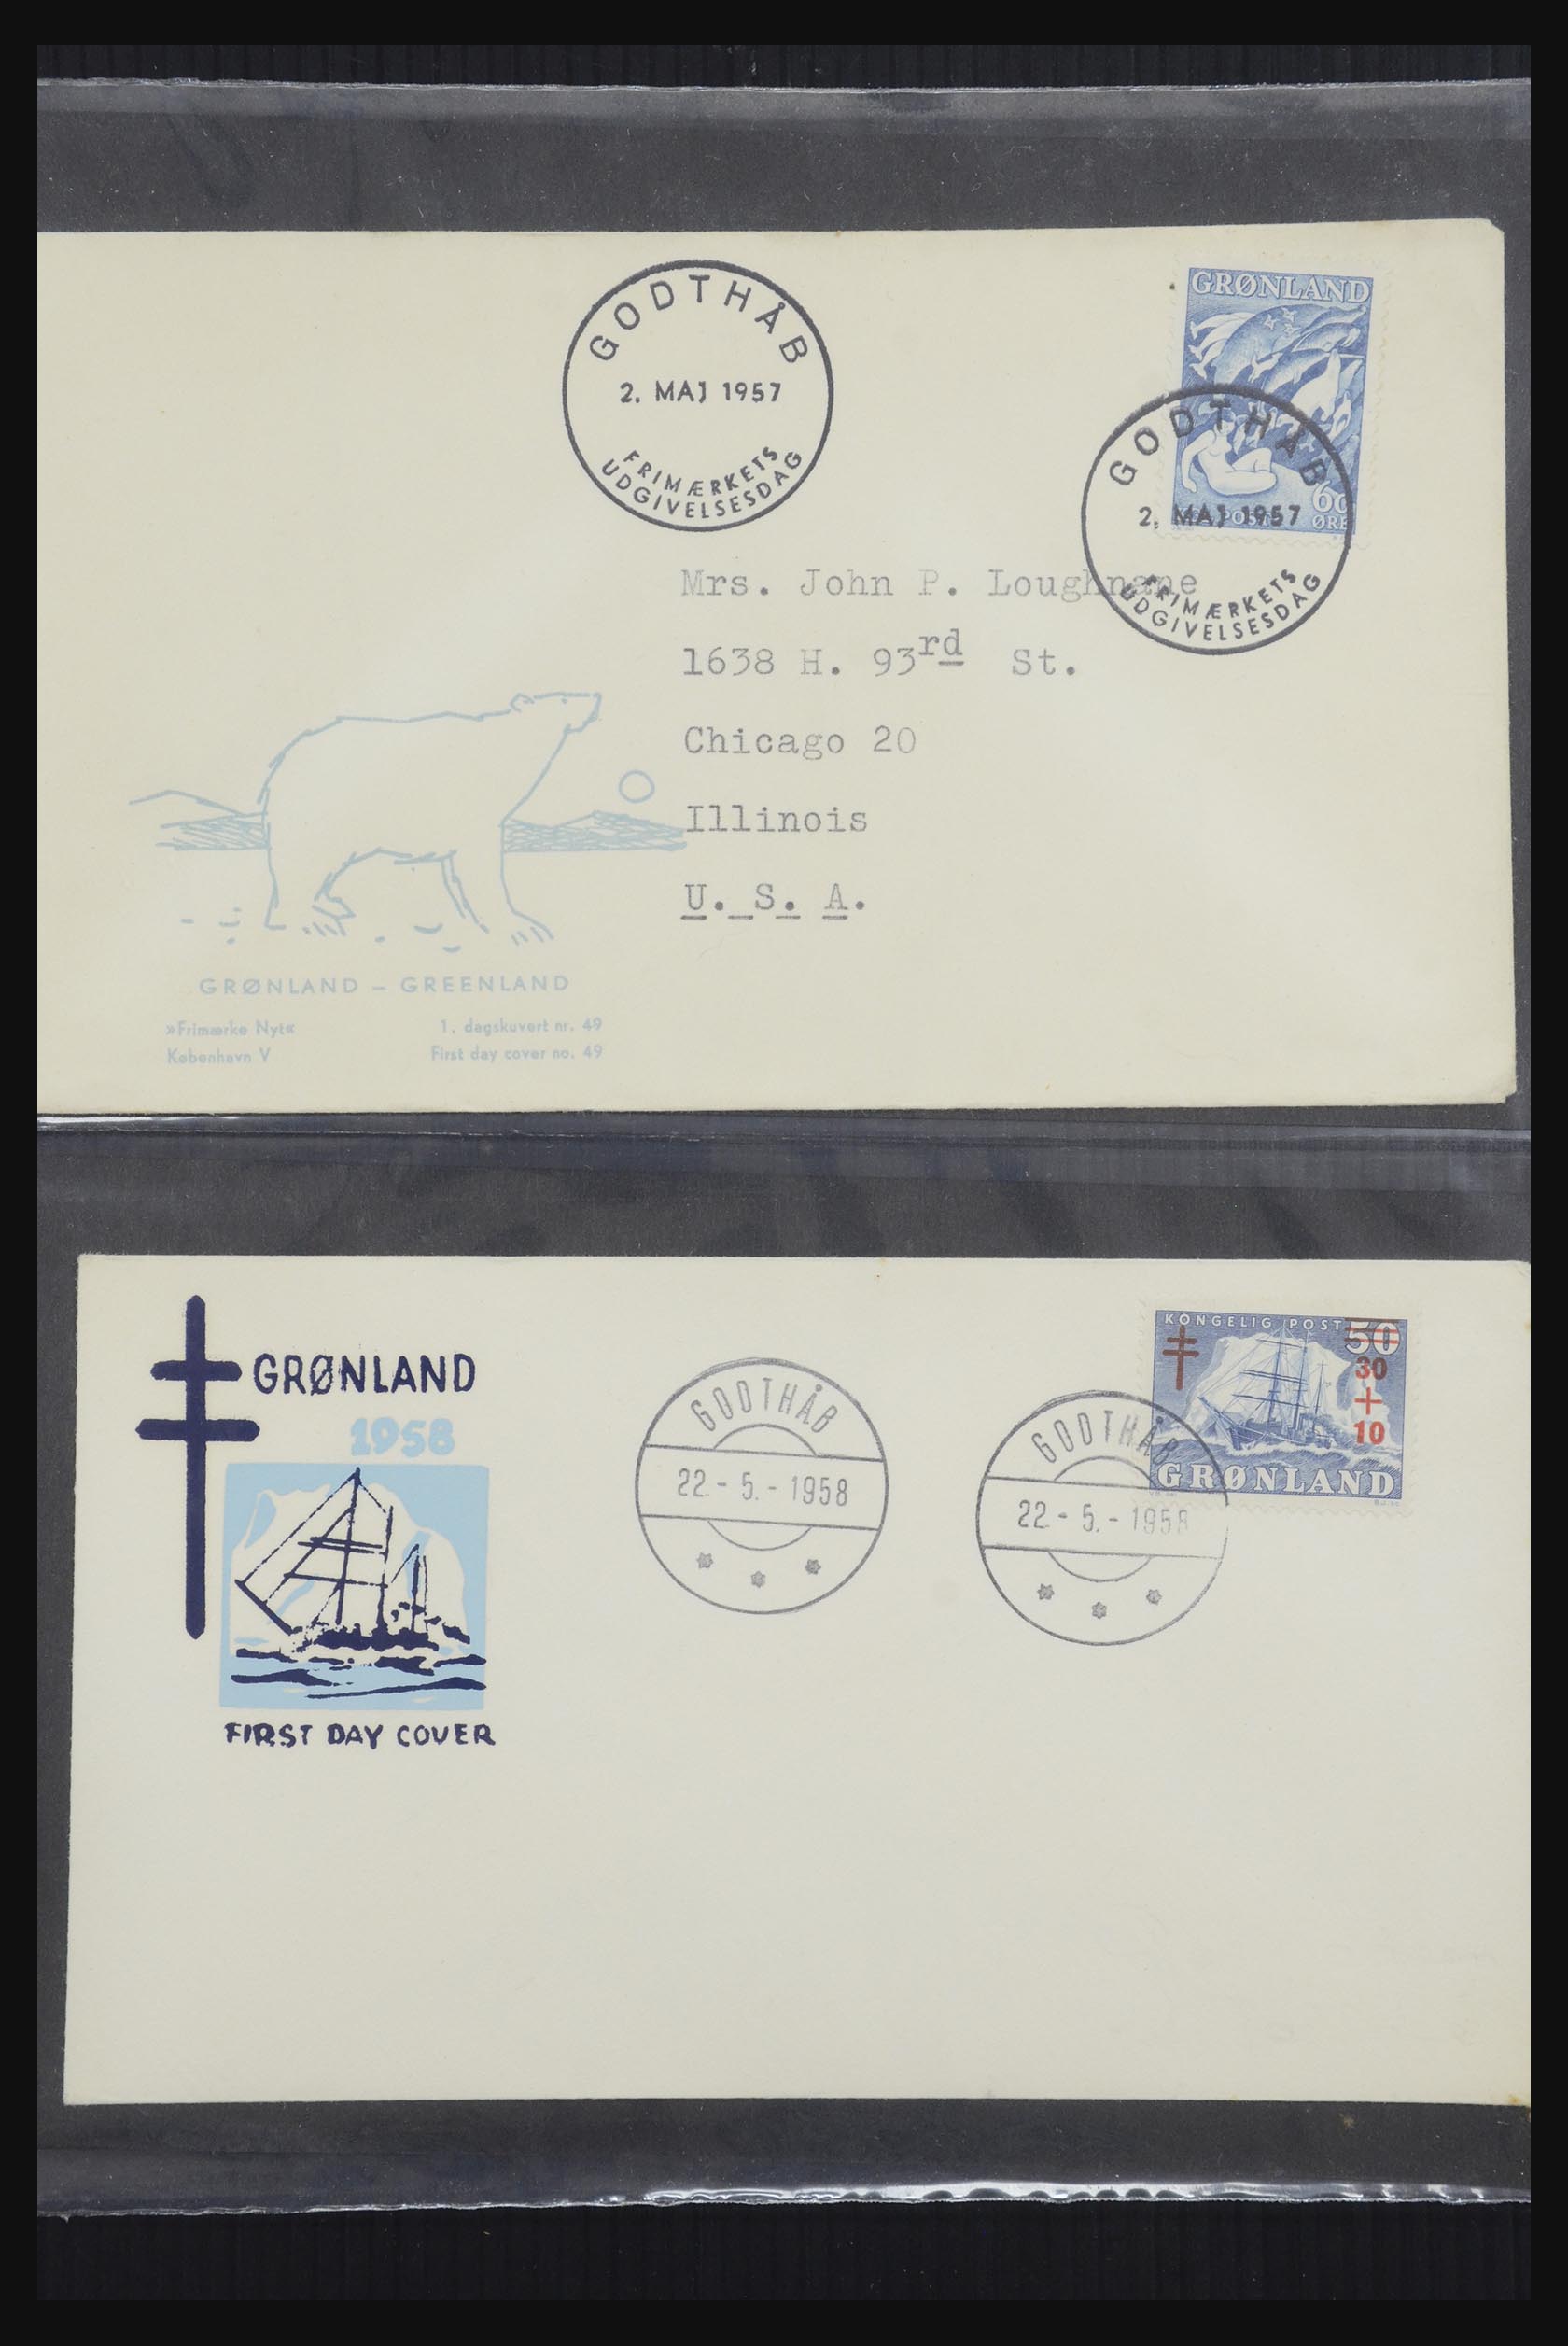 GODTHÅB
2. MAJ 1957
FRIMÆRKETS
UDGIVELSESDAG
GRØNLAND
60
ØRE
POST
GODTHÅB
2. MAJ 1957
FRIMÆRKETS
UDGIVELSESDAG
Mrs. John P. Loughnane
1638 H. 93rd St.
Chicago 20
Illinois
U. S. A.
GRØNLAND – GREENLAND
»Frimærke Nyt« 1. dagskuvert nr. 49
København V First day cover no. 49
GRØNLAND
1958
FIRST DAY COVER
GODTHÅB
22.-5.-1958
KONGELIG POST 50
30
+
10
GRØNLAND
GODTHÅB
22.-5.-1958